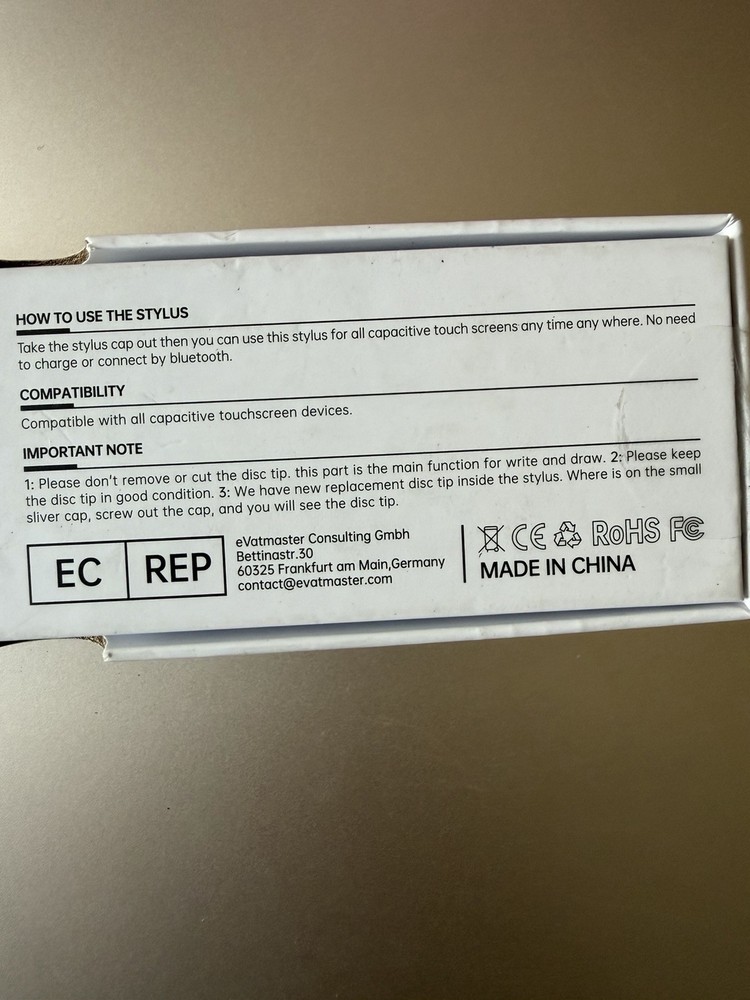 HOW TO USE THE STYLUS
Take the stylus cap out then you can use this stylus for all capacitive touch screens any time any where. No need
to charge or connect by bluetooth.
COMPATIBILITY
Compatible with all capacitive touchscreen devices.
IMPORTANT NOTE
1: Please don't remove or cut the disc tip. this part is the main function for write and draw. 2: Please keep
the disc tip in good condition. 3: We have new replacement disc tip inside the stylus. Where is on the small
sliver cap, screw out the cap, and you will see the disc tip.
EC REP
eVatmaster Consulting Gmbh
Bettinastr.30
60325 Frankfurt am Main,Germany
contact@evatmaster.com
CE RoHS FC
MADE IN CHINA